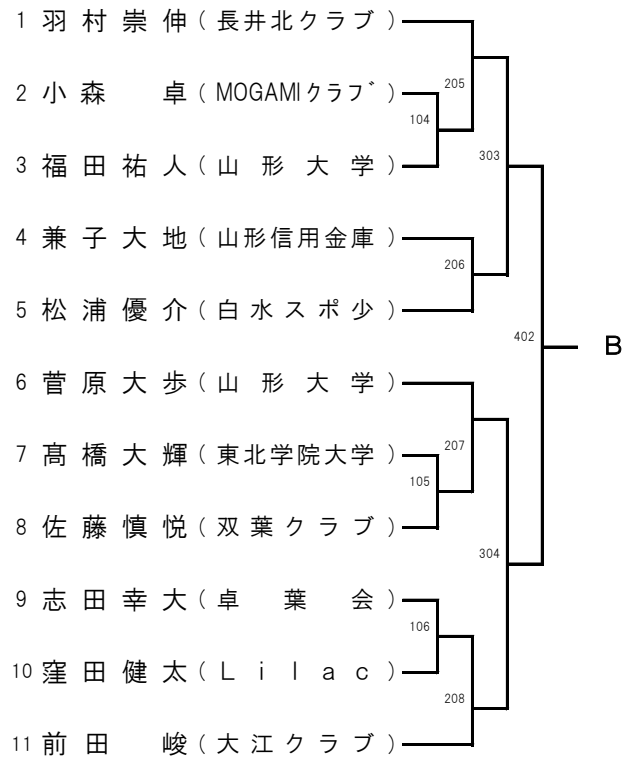 1 羽村崇伸(長井北クラブ)
205
2 小森 卓(MOGAMIクラブ)
104
303
3 福田祐人(山形大学)
4 兼子大地(山形信用金庫)
206
5 松浦優介(白水スポ少)
402
B
6 菅原大歩(山形大学)
207
7 髙橋大輝(東北学院大学)
105
8 佐藤慎悦(双葉クラブ)
304
9 志田幸大(卓葉会)
106
10 窪田健太(Lilac)
208
11 前田 峻(大江クラブ)